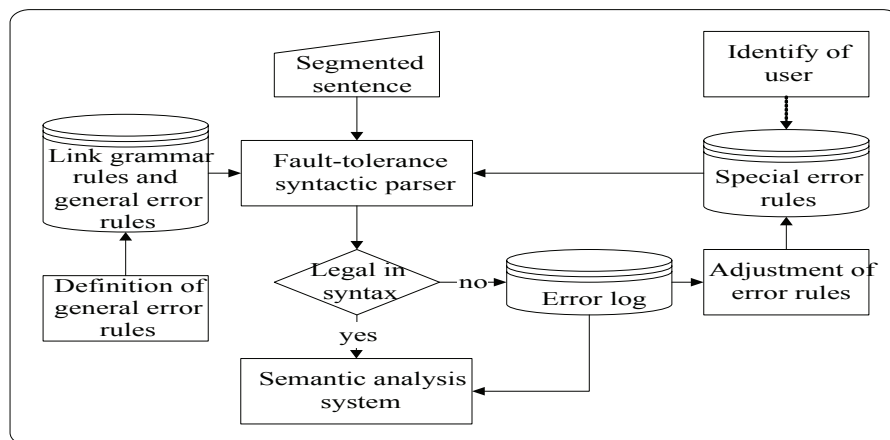 Segmented
sentence
Identify of
user
Link grammar
rules and
general error
rules
Fault-tolerance
syntactic parser
Special error
rules
Definition of
general error
rules
Legal in
syntax
no
Error log
Adjustment of
error rules
yes
Semantic analysis
system